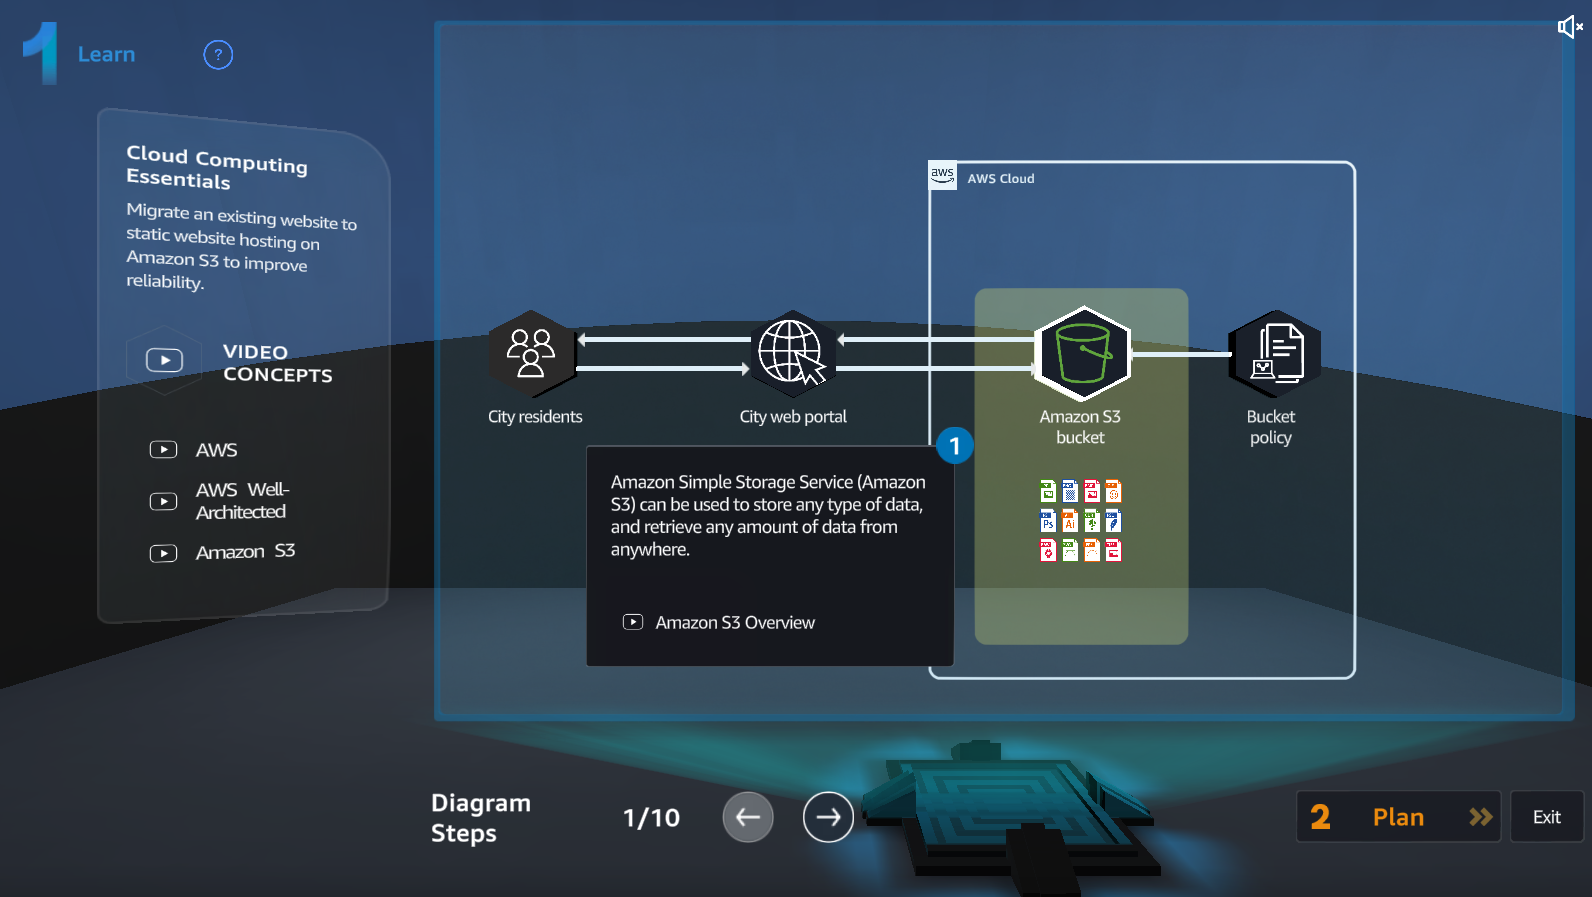 1 Learn ?
Cloud Computing
Essentials
Migrate an existing website to
static website hosting on
Amazon S3 to improve
reliability.
VIDEO
CONCEPTS
AWS
AWS Well-
Architected
Amazon S3
aws AWS Cloud
City residents
City web portal
Amazon S3
bucket
Bucket
policy
1
Amazon Simple Storage Service (Amazon
S3) can be used to store any type of data,
and retrieve any amount of data from
anywhere.
Amazon S3 Overview
Ps Ai
Diagram
Steps
1/10
2 Plan
Exit